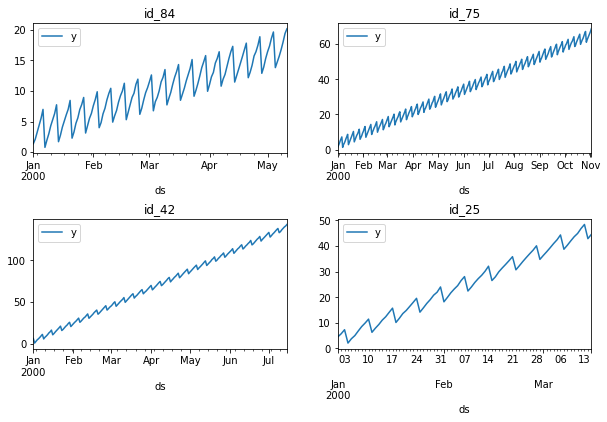 id_84
y
20
15
10
5
0
Jan
2000
Feb
Mar
Apr
May
ds
id_75
y
60
40
20
0
Jan
2000
Feb
Mar
Apr
May
Jun
Jul
Aug
Sep
Oct
Nov
ds
id_42
y
100
50
0
Jan
2000
Feb
Mar
Apr
May
Jun
Jul
ds
id_25
y
50
40
30
20
10
0
03 10 17 24 31 07 14 21 28 06 13
Jan Feb Mar
2000
ds